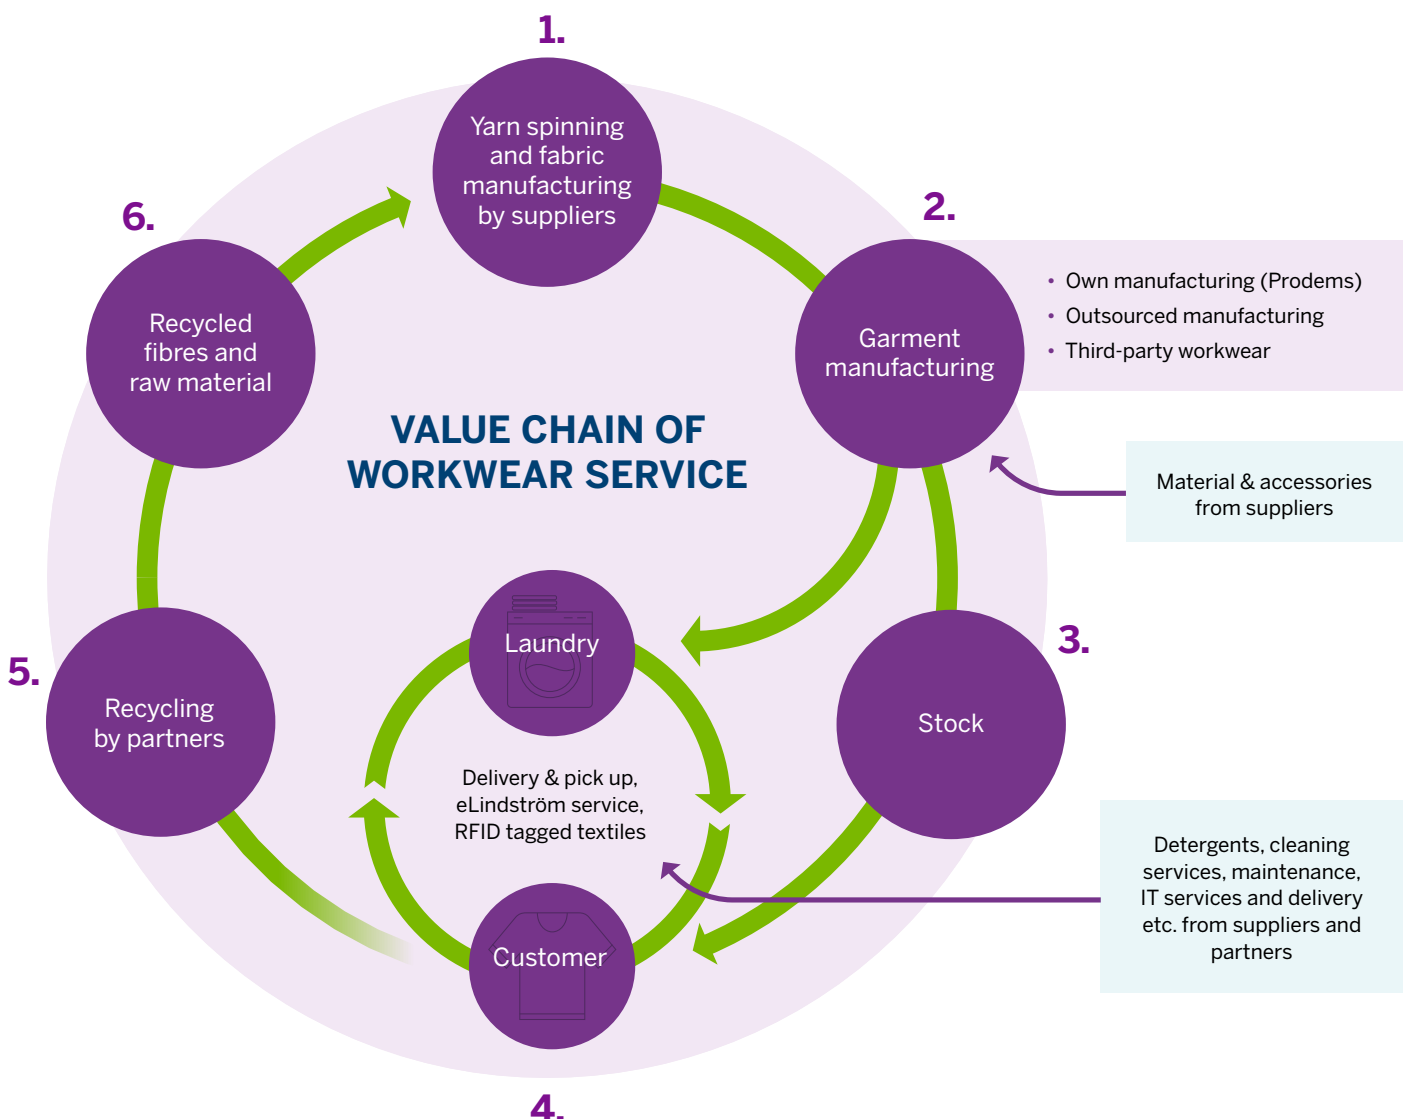 1.
Yarn spinning
and fabric
manufacturing
by suppliers
2.
Garment
manufacturing
• Own manufacturing (Prodems)
• Outsourced manufacturing
• Third-party workwear
Material & accessories
from suppliers
6.
Recycled
fibres and
raw material
VALUE CHAIN OF
WORKWEAR SERVICE
3.
Stock
Laundry
Delivery & pick up,
eLindström service,
RFID tagged textiles
Detergents, cleaning
services, maintenance,
IT services and delivery
etc. from suppliers and
partners
5.
Recycling
by partners
Customer
4.